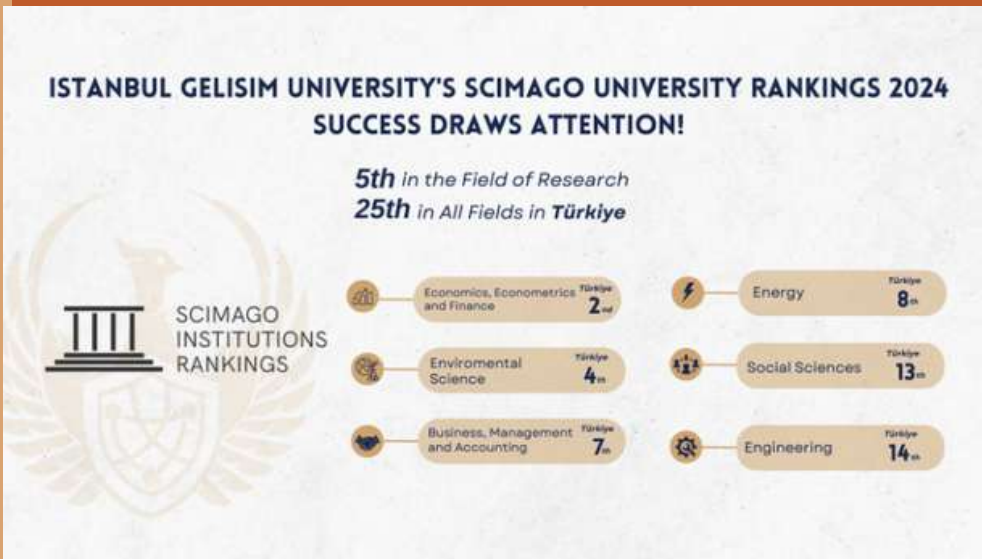 ISTANBUL GELISIM UNIVERSITY'S SCIMAGO UNIVERSITY RANKINGS 2024
SUCCESS DRAWS ATTENTION!
5th in the Field of Research
25th in All Fields in Türkiye
SCIMAGO
INSTITUTIONS
RANKINGS
Economics, Econometrics
and Finance
Türkiye
2nd
Enviromental
Science
Türkiye
4th
Business, Management
and Accounting
Türkiye
7th
Energy
Türkiye
8th
Social Sciences
Türkiye
13th
Engineering
Türkiye
14th